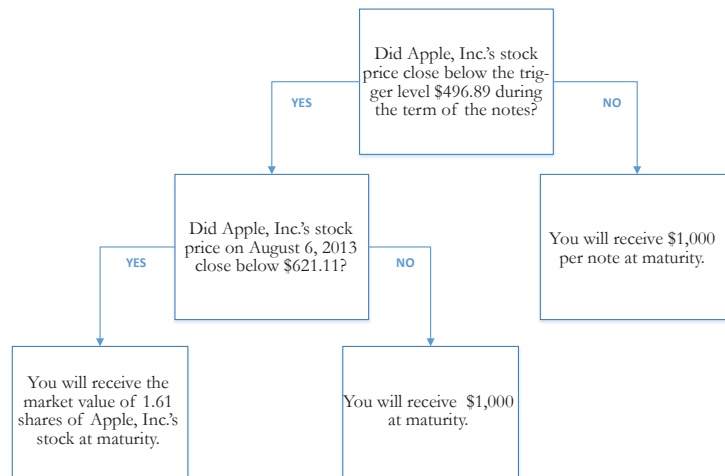 Did Apple, Inc.'s stock
price close below the trig-
ger level $496.89 during
the term of the notes?
YES
NO
Did Apple, Inc.'s stock
price on August 6, 2013
close below $621.11?
You will receive $1,000
per note at maturity.
YES
NO
You will receive the
market value of 1.61
shares of Apple, Inc.'s
stock at maturity.
You will receive $1,000
at maturity.